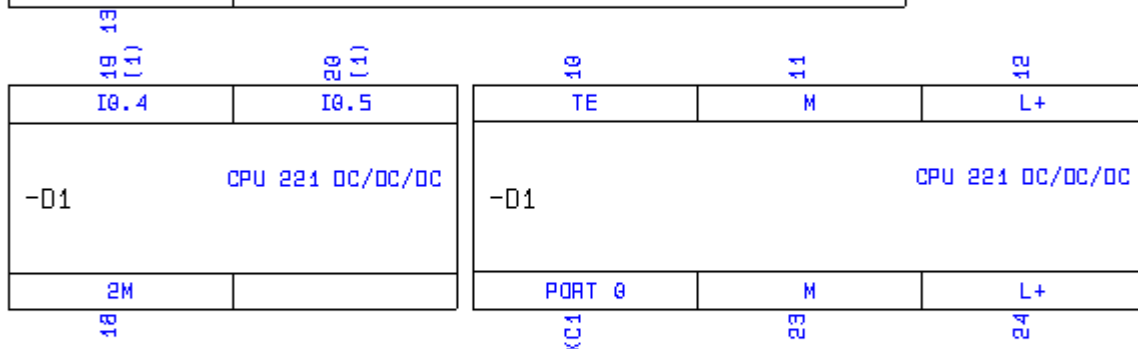 13
19 (1)
20 (1)
10
11
12
I0.4
I0.5
TE
M
L+
-D1
CPU 221 DC/DC/DC
-D1
CPU 221 DC/DC/DC
2M
PORT 0
M
L+
18
XC1
23
24